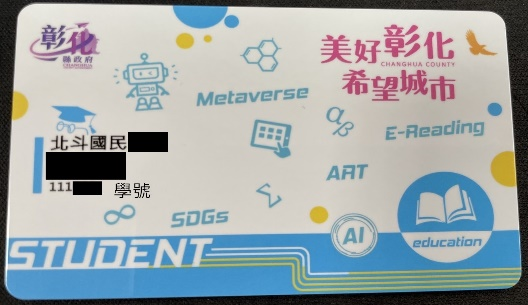 彰化
縣政府
美好彰化
CHANGHUA COUNTY
希望城市
Metaverse
αβ
E-Reading
北斗國民
ART
111
學號
SDGs
AI
education
STUDENT